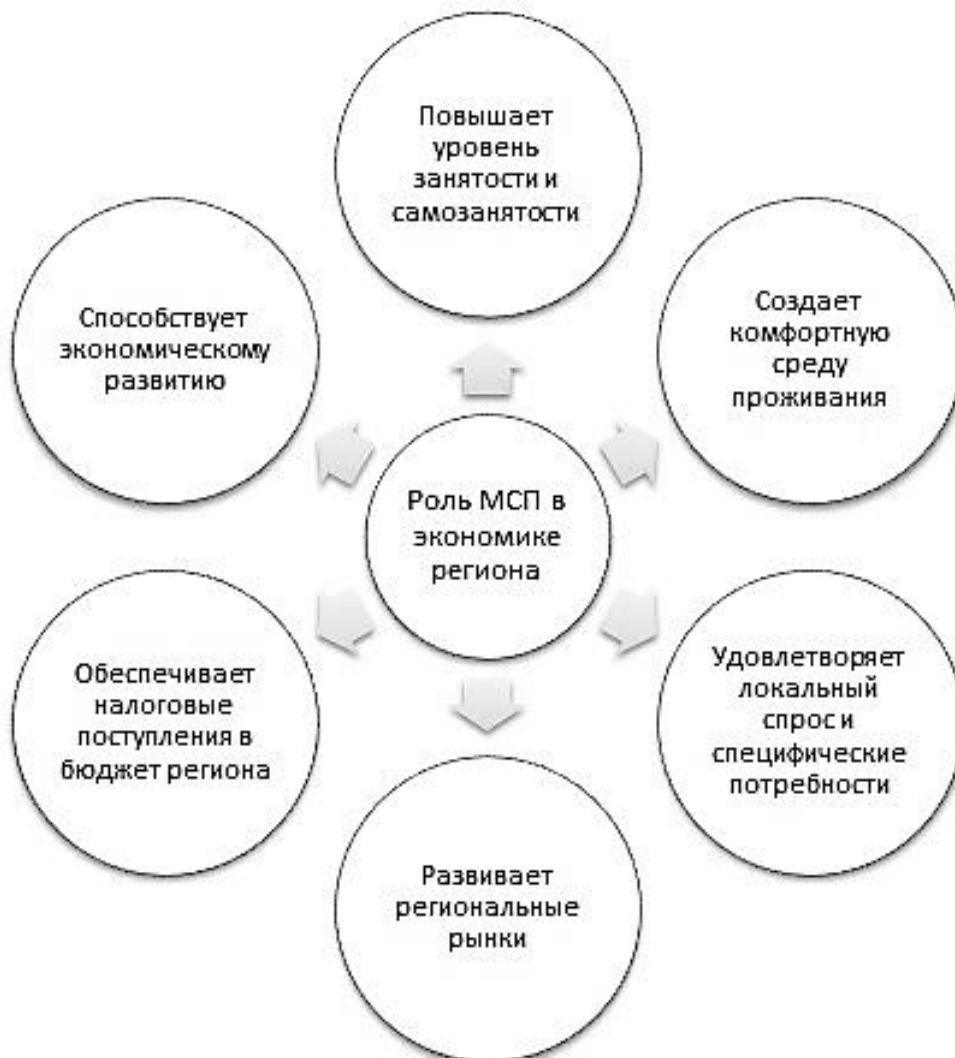 Повышает
уровень
занятости и
самозанятости
Создает
комфортную
среду
проживания
Удовлетворяет
локальный
спрос и
специфические
потребности
Развивает
региональные
рынки
Обеспечивает
налоговые
поступления в
бюджет региона
Способствует
экономическому
развитию
Роль МСП в
экономике
региона